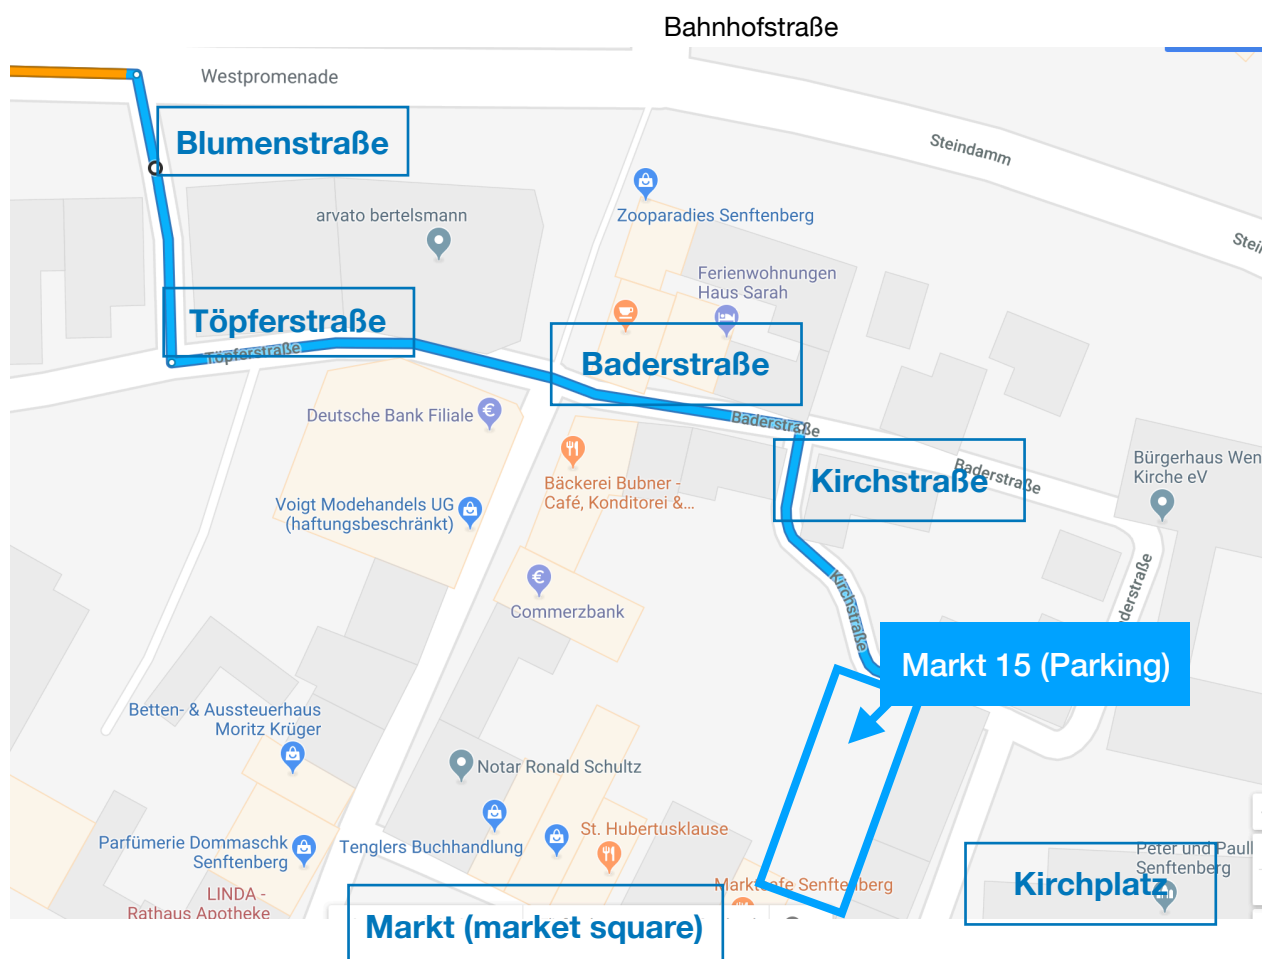 Bahnhofstraße
Westpromenade
Blumenstraße
Steindamm
arvato bertelsmann
Zooparadies Senftenberg
Ferienwohnungen
Haus Sarah
Töpferstraße
Töpferstraße
Baderstraße
Deutsche Bank Filiale
Baderstraße
Kirchstraße
Baderstraße
Bürgerhaus Wen
Kirche eV
Bäckerei Bubner -
Café, Konditorei &...
Voigt Modehandels UG
(haftungsbeschränkt)
Commerzbank
Kirchstraße
Markt 15 (Parking)
Betten- & Aussteuerhaus
Moritz Krüger
Notar Ronald Schultz
St. Hubertusklause
Tenglers Buchhandlung
Parfümerie Dommaschk
Senftenberg
Peter und Paul
Senftenberg
Kirchplatz
Senftenberg
LINDA -
Rathaus Apotheke
Markt (market square)